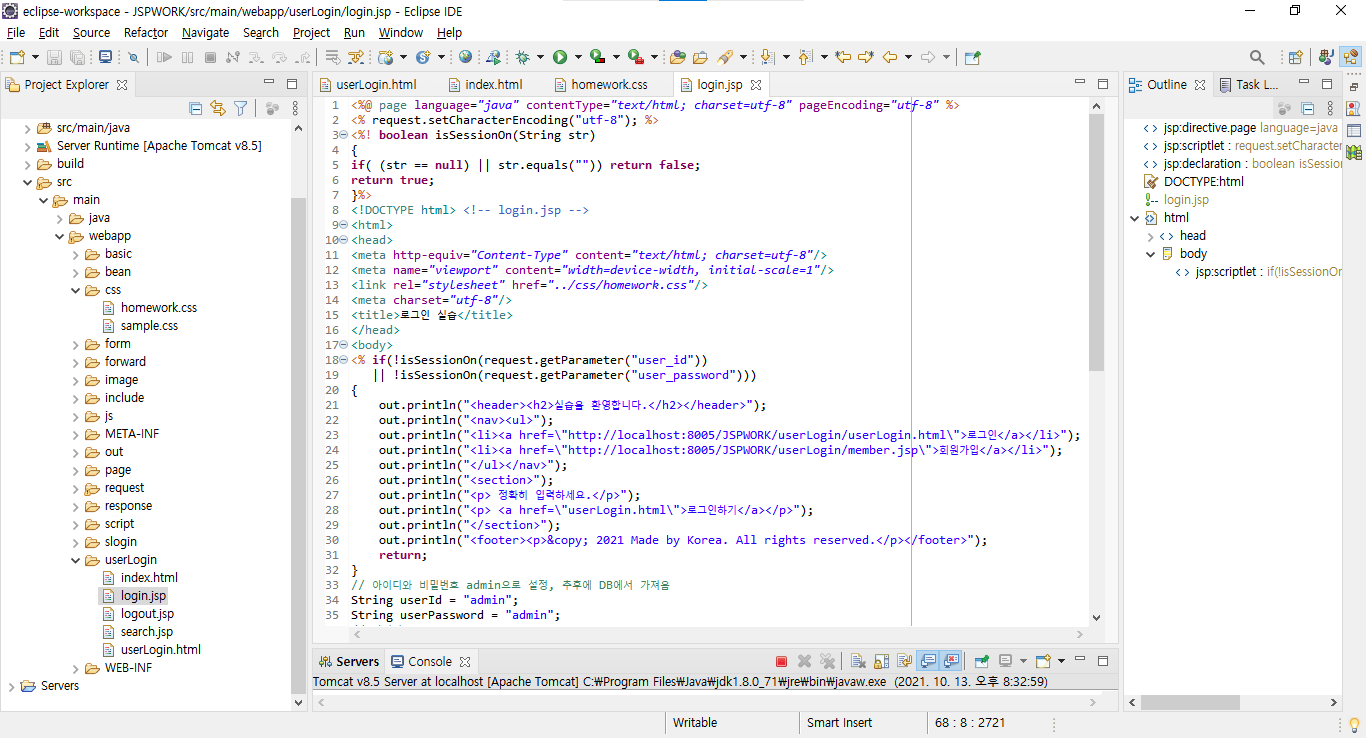 eclipse-workspace - JSPWORK/src/main/webapp/userLogin/login.jsp - Eclipse IDE
File Edit Source Refactor Navigate Search Project Run Window Help
Project Explorer
src/main/java
Server Runtime [Apache Tomcat v8.5]
build
src
main
java
webapp
basic
bean
css
homework.css
sample.css
form
forward
image
include
js
META-INF
out
page
request
response
script
slogin
userLogin
index.html
login.jsp
logout.jsp
search.jsp
userLogin.html
WEB-INF
Servers
userLogin.html index.html homework.css login.jsp
1 <%@ page language="java" contentType="text/html; charset=utf-8" pageEncoding="utf-8" %>
2 <% request.setCharacterEncoding("utf-8"); %>
3 <%! boolean isSessionOn(String str)
4 {
5 if( (str == null) || str.equals("")) return false;
6 return true;
7 }%>
8 <!DOCTYPE html> <!-- login.jsp -->
9 <html>
10 <head>
11 <meta http-equiv="Content-Type" content="text/html; charset=utf-8"/>
12 <meta name="viewport" content="width=device-width, initial-scale=1"/>
13 <link rel="stylesheet" href="../css/homework.css"/>
14 <meta charset="utf-8"/>
15 <title>로그인 실습</title>
16 </head>
17 <body>
18 <% if(!isSessionOn(request.getParameter("user_id"))
19 || !isSessionOn(request.getParameter("user_password")))
20 {
21 out.println("<header><h2>실습을 환영합니다.</h2></header>");
22 out.println("<nav><ul>");
23 out.println("<li><a href=\"http://localhost:8005/JSPWORK/userLogin/userLogin.html\">로그인</a></li>");
24 out.println("<li><a href=\"http://localhost:8005/JSPWORK/userLogin/member.jsp\">회원가입</a></li>");
25 out.println("</ul></nav>");
26 out.println("<section>");
27 out.println("<p> 정확히 입력하세요.</p>");
28 out.println("<p> <a href=\"userLogin.html\">로그인하기</a></p>");
29 out.println("</section>");
30 out.println("<footer><p>&copy; 2021 Made by Korea. All rights reserved.</p></footer>");
31 return;
32 }
33 // 아이디와 비밀번호 admin으로 설정, 추후에 DB에서 가져옴
34 String userId = "admin";
35 String userPassword = "admin";
Outline Task L...
jsp:directive.page language=java
jsp:scriptlet : request.setCharacter
jsp:declaration : boolean isSessio
DOCTYPE:html
login.jsp
html
head
body
jsp:scriptlet : if(!isSessionOn
Servers Console
Tomcat v8.5 Server at localhost [Apache Tomcat] C:₩Program Files₩Java₩jdk1.8.0_71₩jre₩bin₩javaw.exe (2021. 10. 13. 오후 8:32:59)
Writable Smart Insert 68 : 8 : 2721